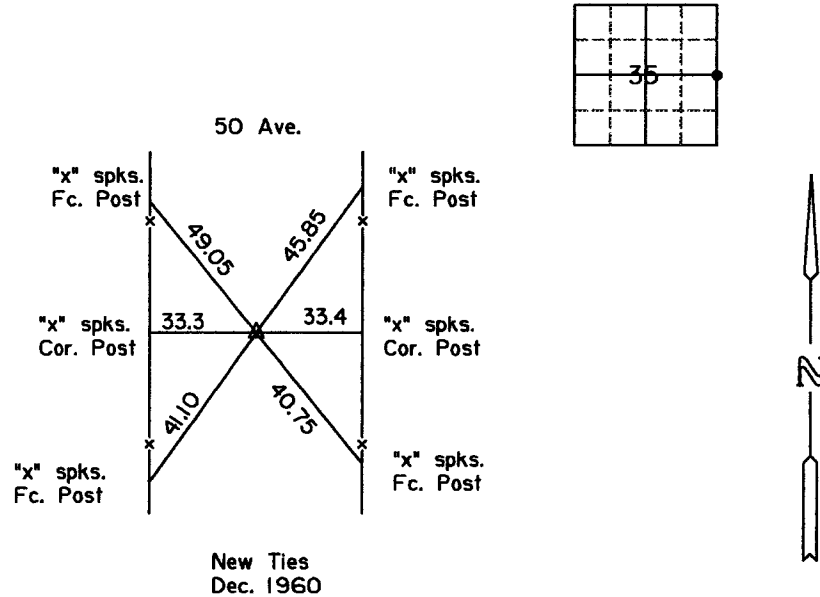 35
50 Ave.
"x" spks.
Fc. Post
"x" spks.
Fc. Post
49.05
45.85
"x" spks.
Cor. Post
33.3
33.4
"x" spks.
Cor. Post
N
41.10
40.75
"x" spks.
Fc. Post
"x" spks.
Fc. Post
New Ties
Dec. 1960